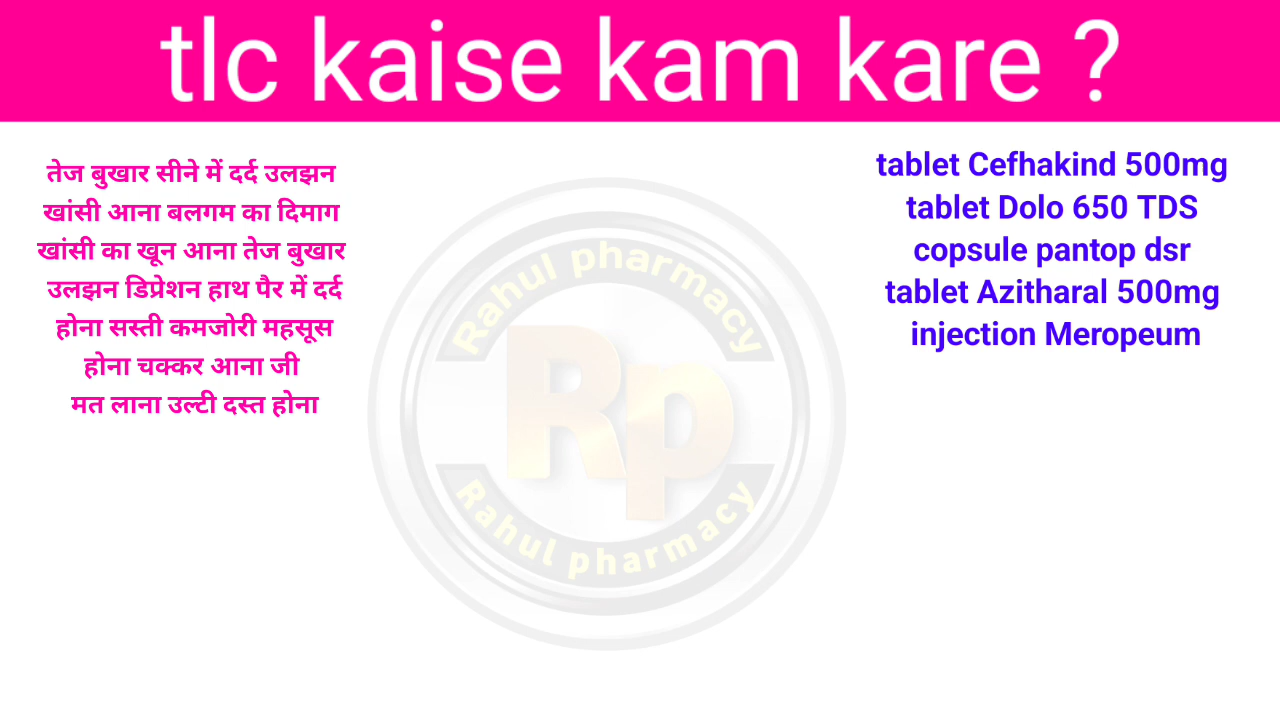 tlc kaise kam kare ?
तेज बुखार सीने में दर्द उलझन
खांसी आना बलगम का दिमाग
खांसी का खून आना तेज बुखार
उलझन डिप्रेशन हाथ पैर में दर्द
होना सस्ती कमजोरी महसूस
होना चक्कर आना जी
मत लाना उल्टी दस्त होना
tablet Cefhakind 500mg
tablet Dolo 650 TDS
copsule pantop dsr
tablet Azitharal 500mg
injection Meropeum
Rahul pharmacy
Rp
Rahul pharmacy